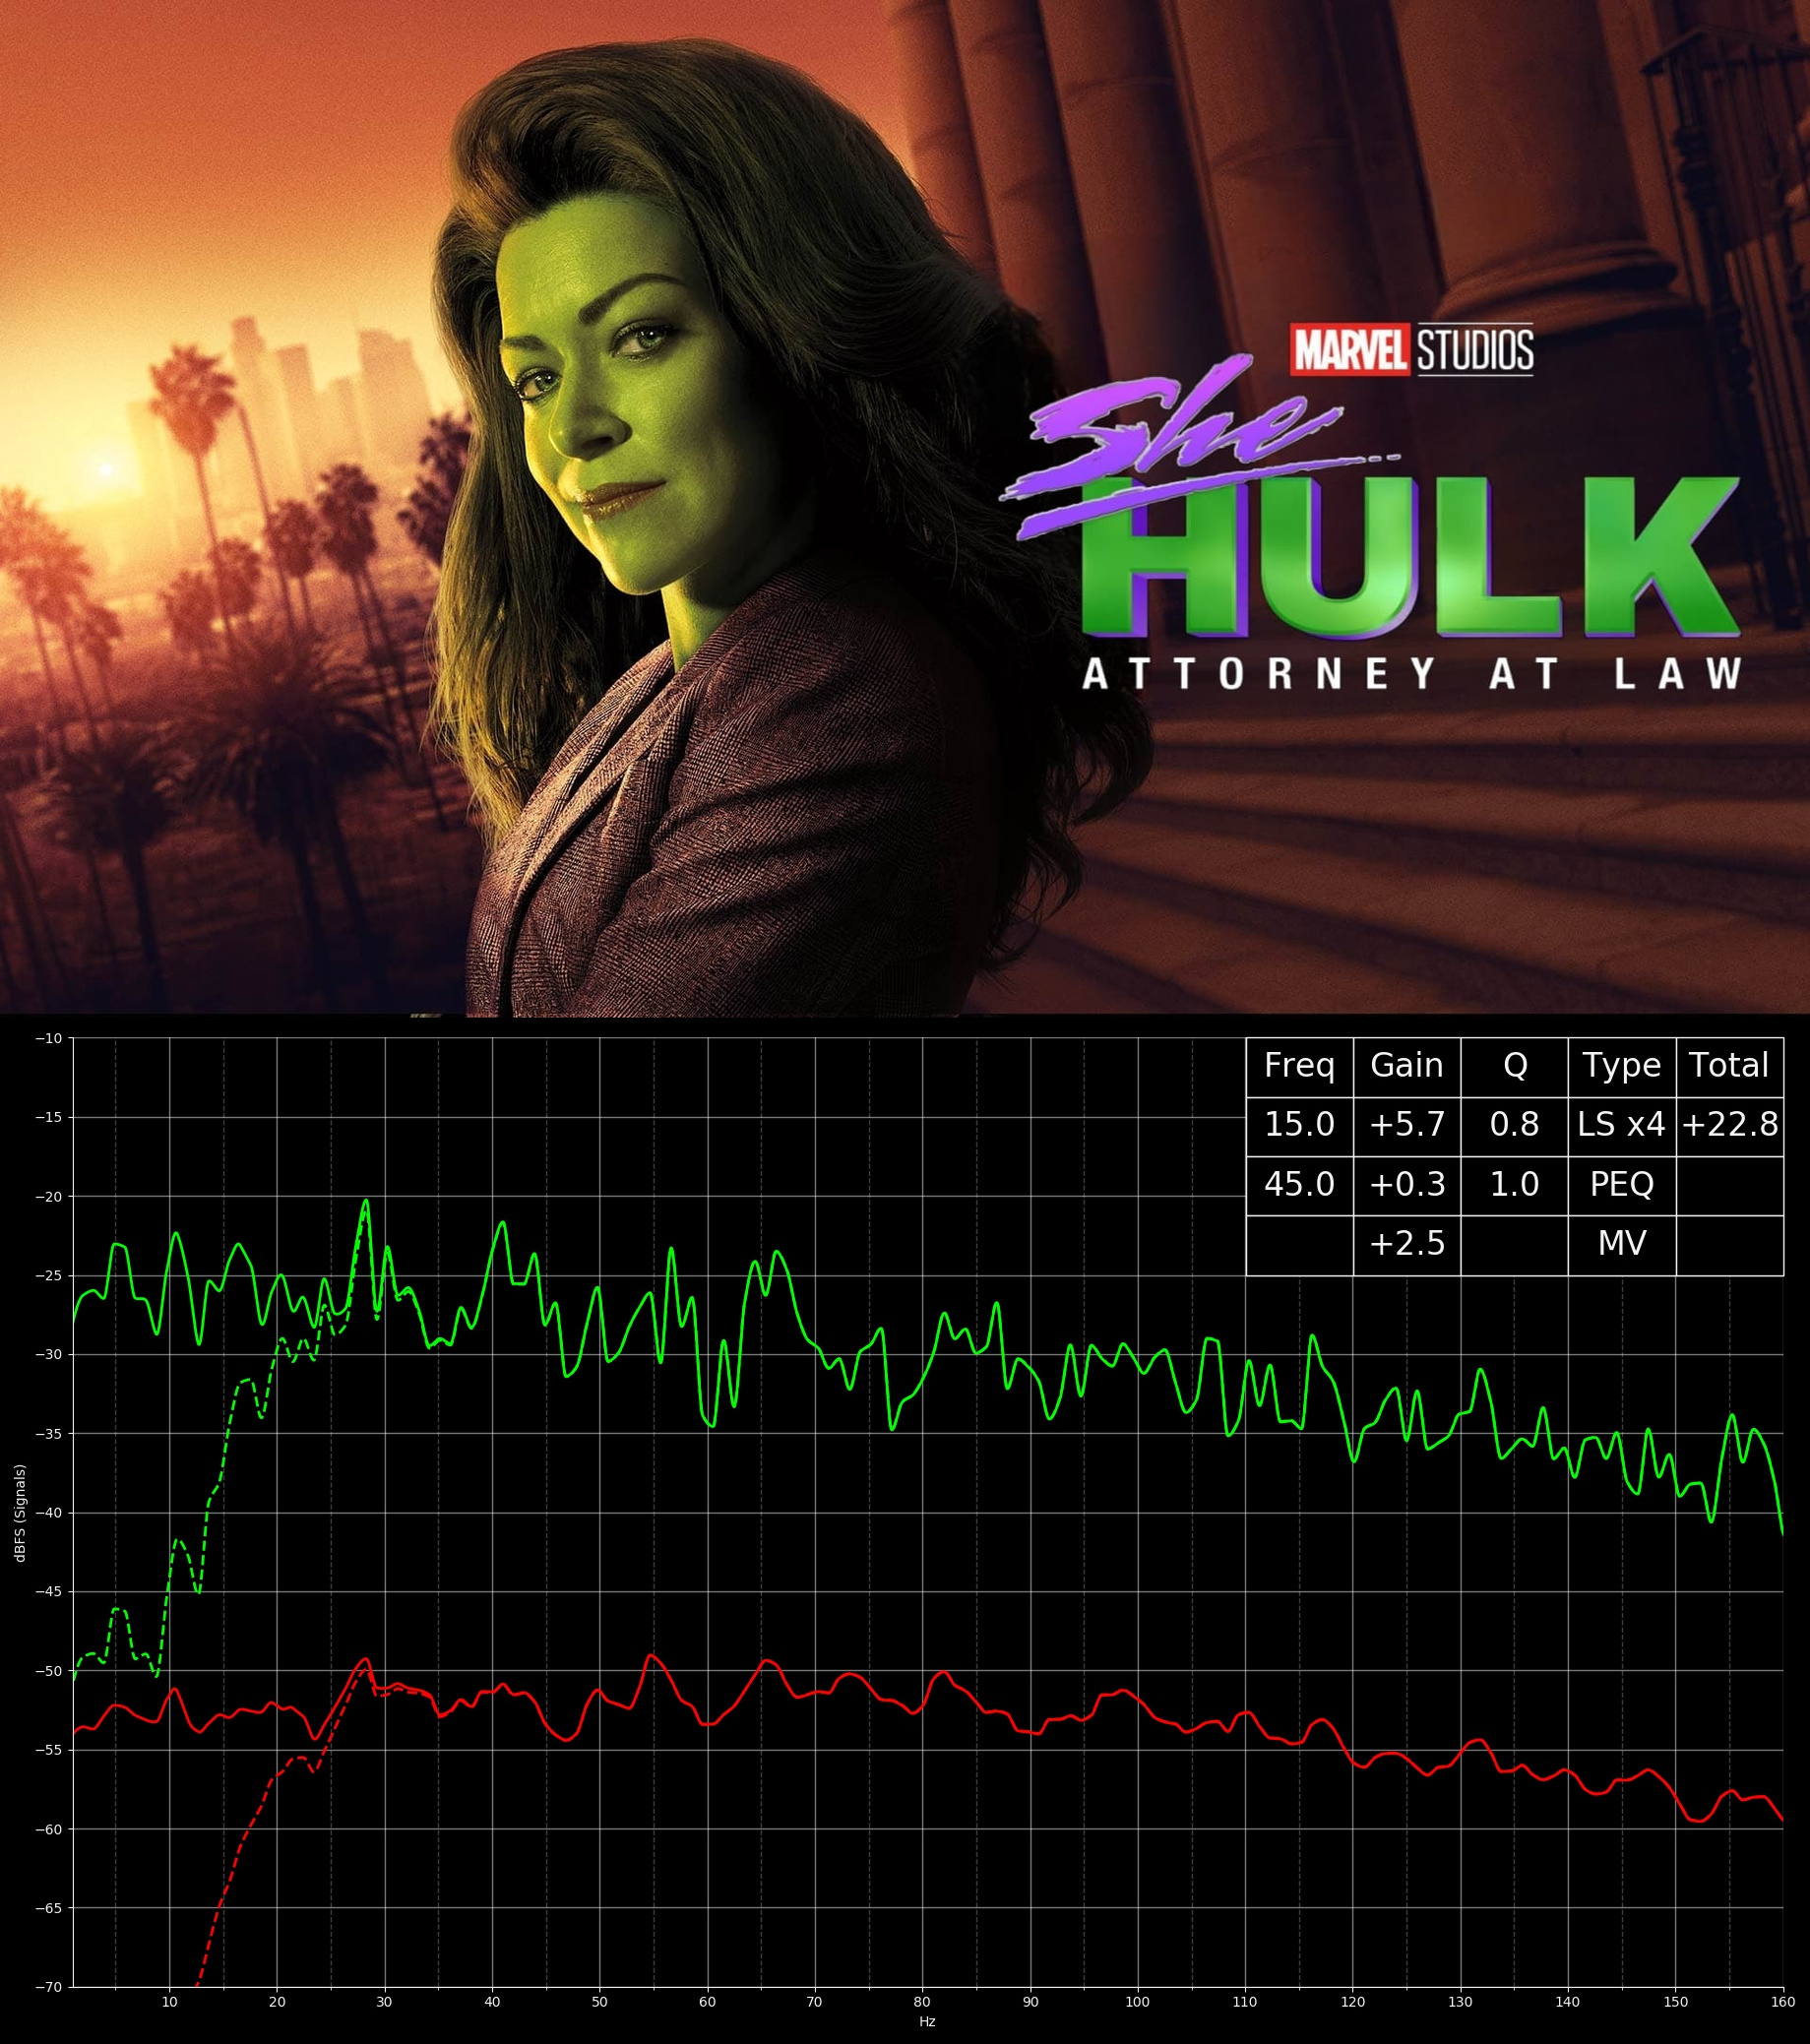 MARVEL STUDIOS
She
HULK
ATTORNEY AT LAW
Freq Gain Q Type Total
15.0 +5.7 0.8 LS x4 +22.8
45.0 +0.3 1.0 PEQ
+2.5 MV
−10
−15
−20
−25
−30
−35
−40
−45
−50
−55
−60
−65
−70
dBFS (Signals)
10 20 30 40 50 60 70 80 90 100 110 120 130 140 150 160
Hz